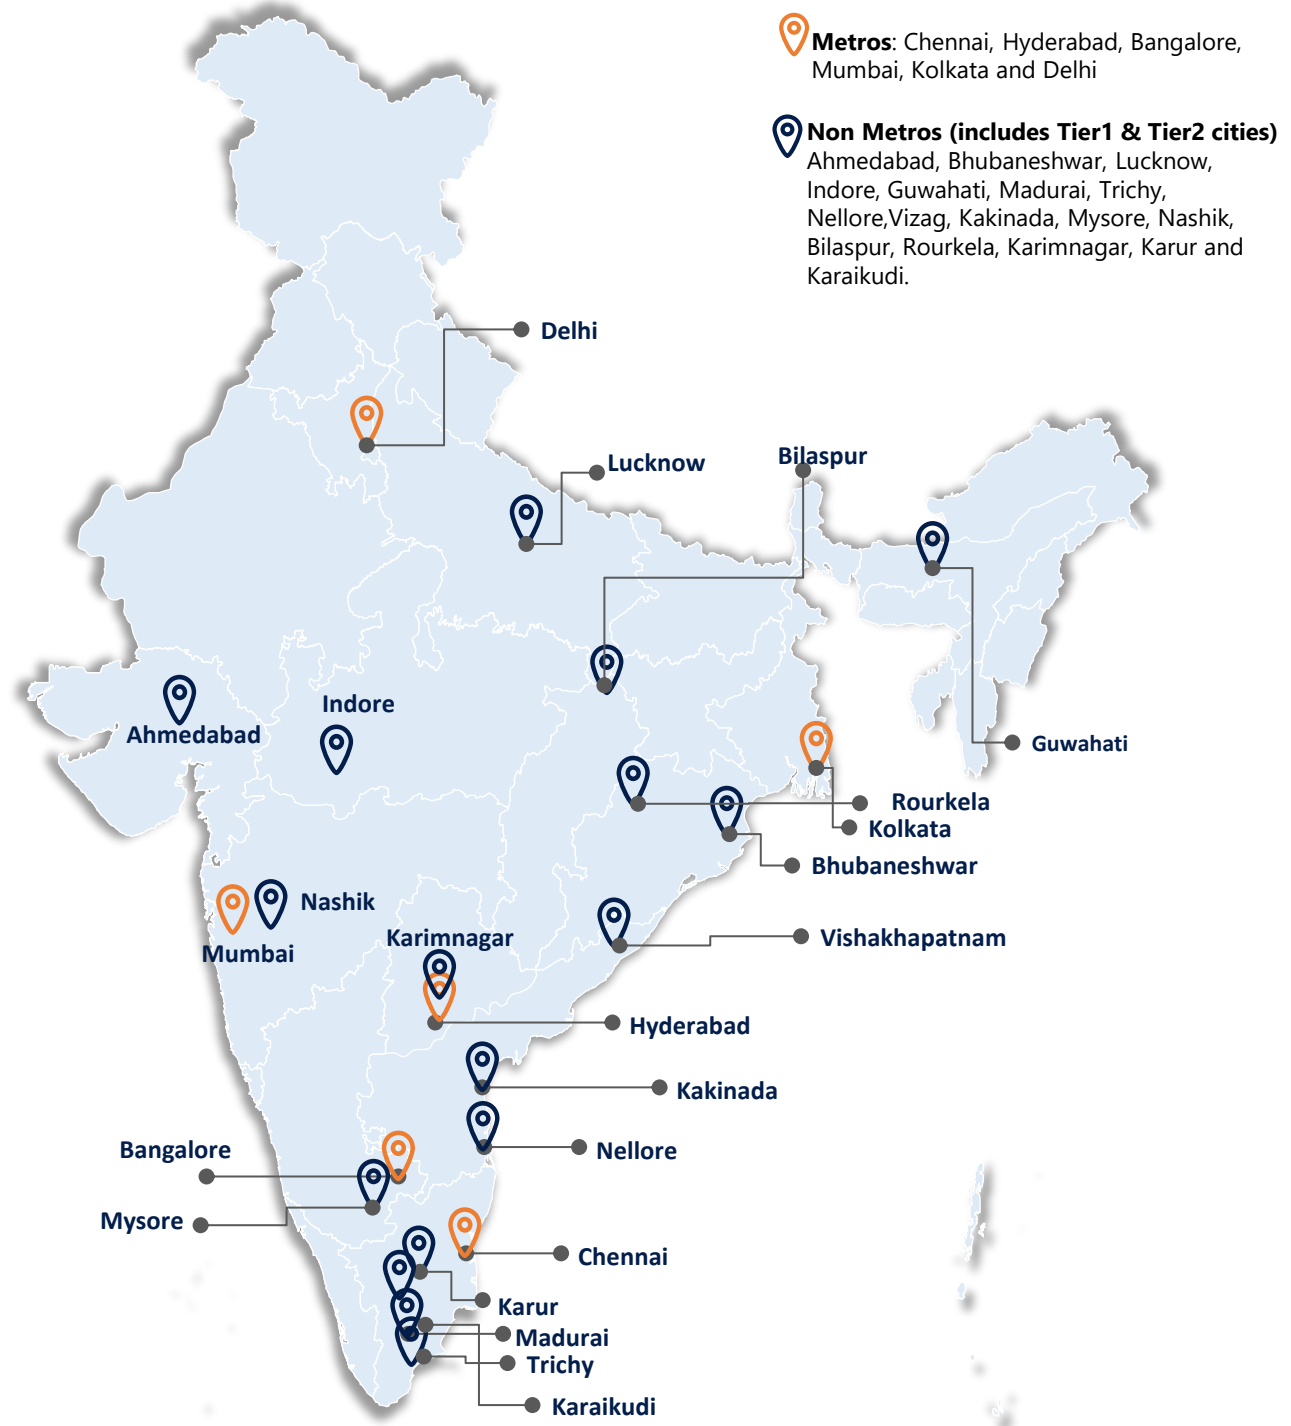 Metros: Chennai, Hyderabad, Bangalore,
Mumbai, Kolkata and Delhi
Non Metros (includes Tier1 & Tier2 cities)
Ahmedabad, Bhubaneshwar, Lucknow,
Indore, Guwahati, Madurai, Trichy,
Nellore,Vizag, Kakinada, Mysore, Nashik,
Bilaspur, Rourkela, Karimnagar, Karur and
Karaikudi.
Delhi
Lucknow
Bilaspur
Indore
Ahmedabad
Guwahati
Rourkela
Kolkata
Bhubaneshwar
Nashik
Mumbai
Karimnagar
Vishakhapatnam
Hyderabad
Kakinada
Bangalore
Nellore
Mysore
Chennai
Karur
Madurai
Trichy
Karaikudi